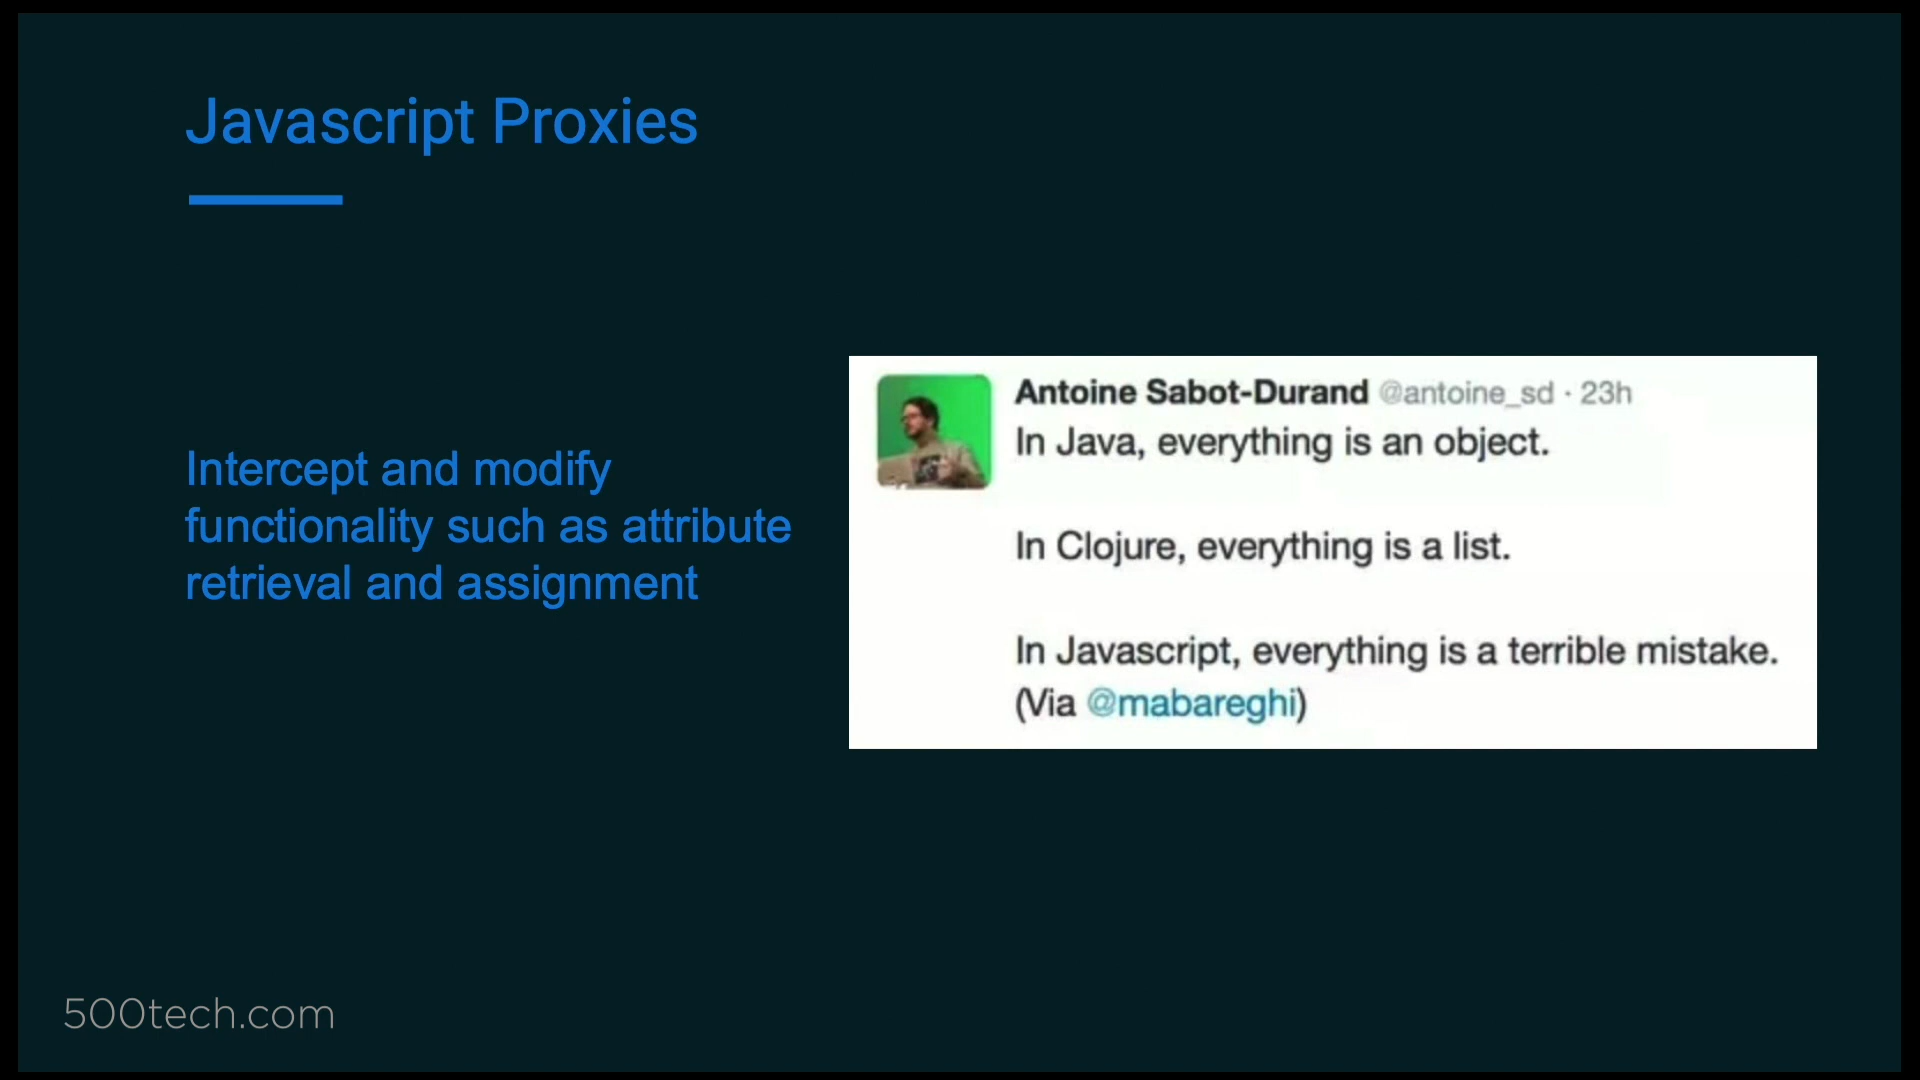 Javascript Proxies
Intercept and modify
functionality such as attribute
retrieval and assignment
Antoine Sabot-Durand @antoine_sd · 23h
In Java, everything is an object.
In Clojure, everything is a list.
In Javascript, everything is a terrible mistake.
(Via @mabareghi)
500tech.com